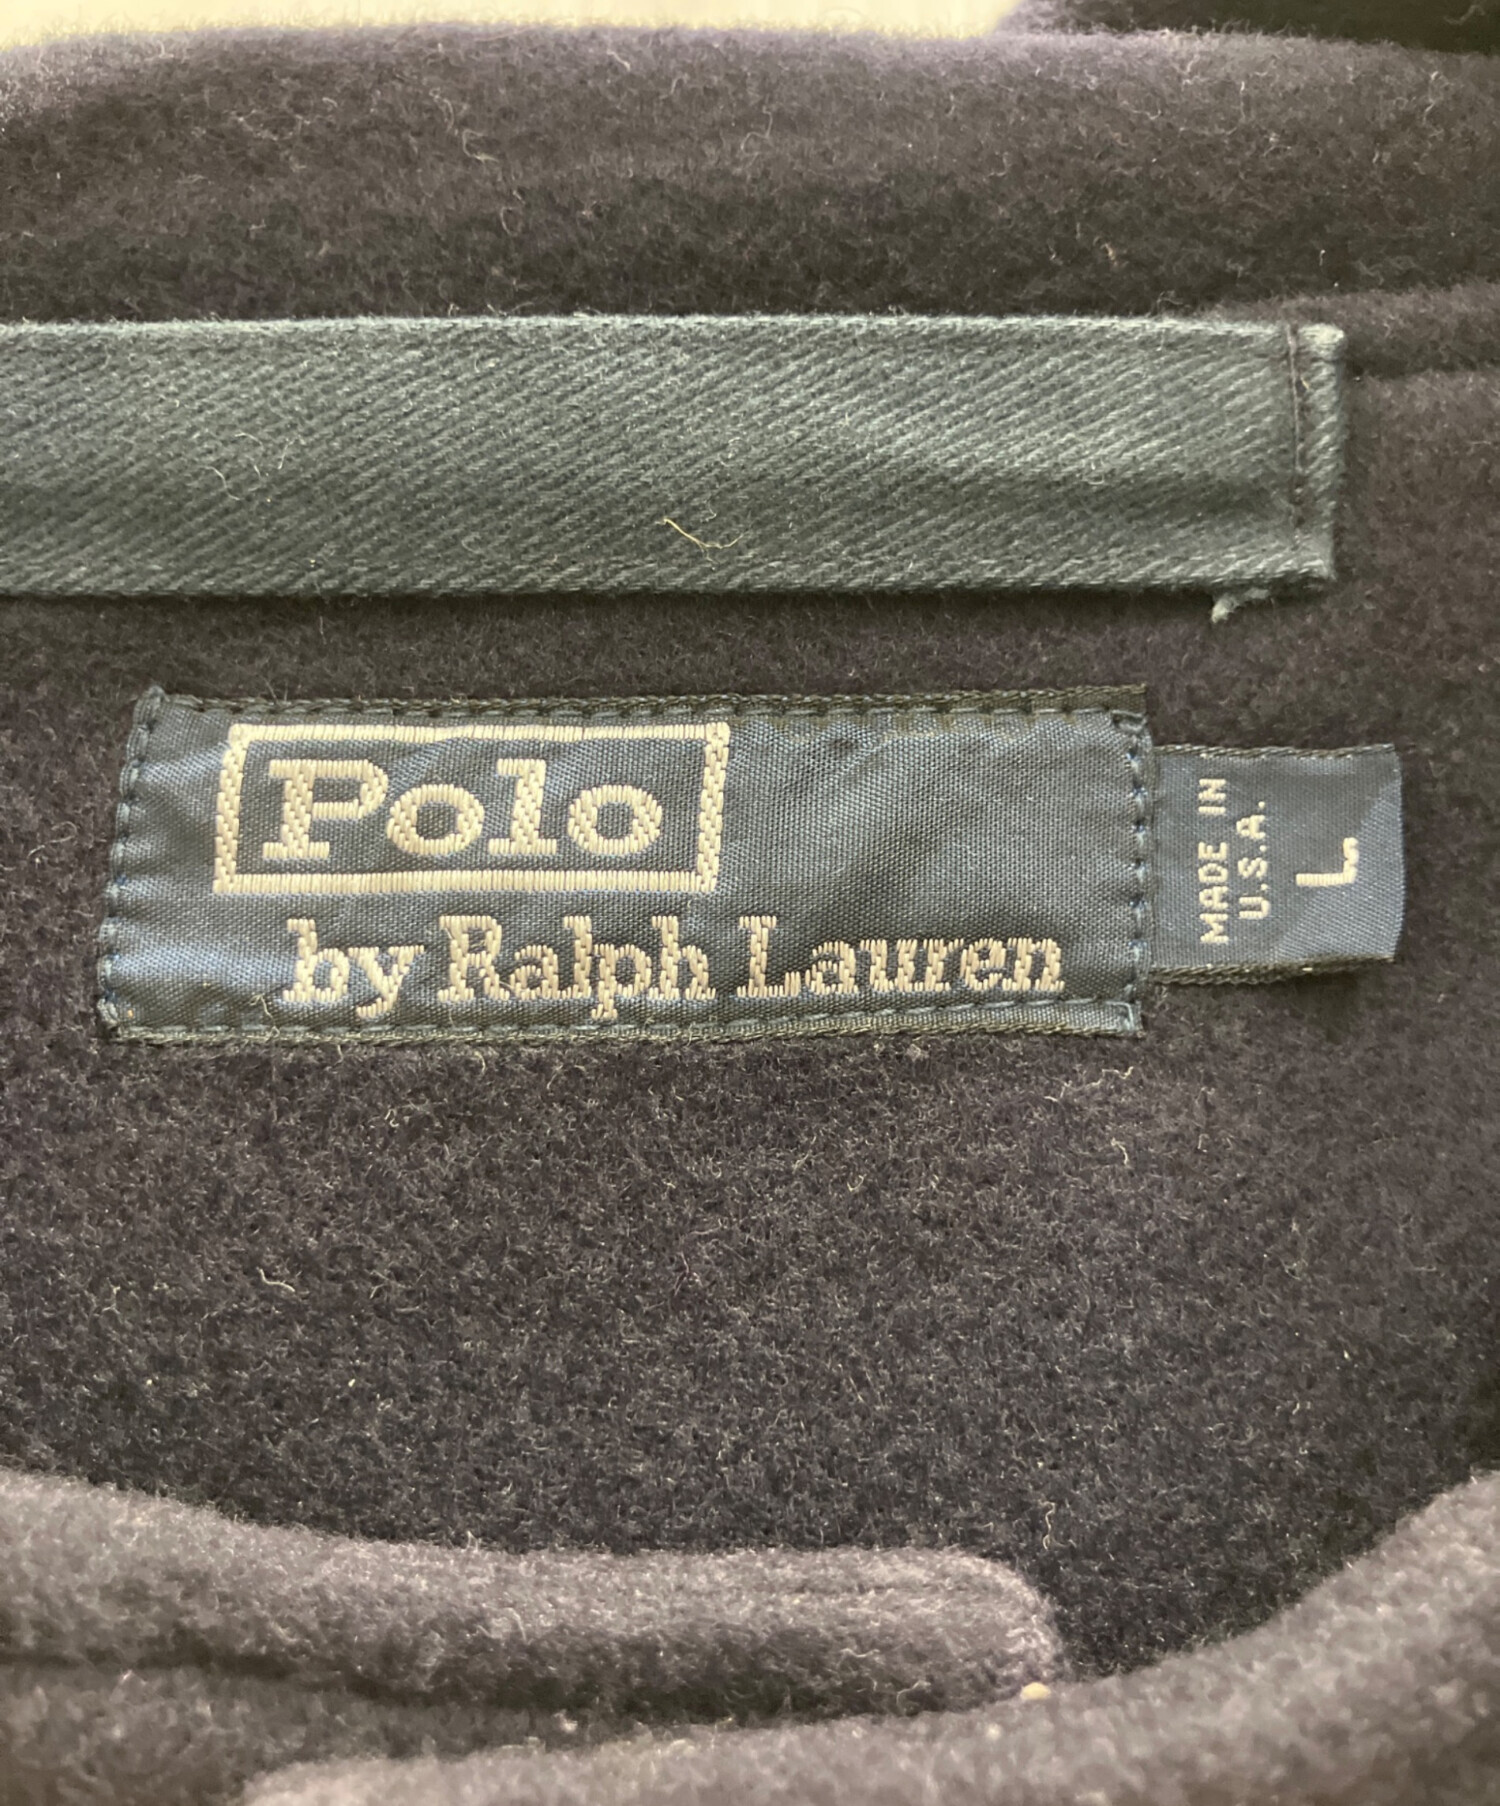 Polo
by Ralph Lauren
MADE IN
U.S.A.
L